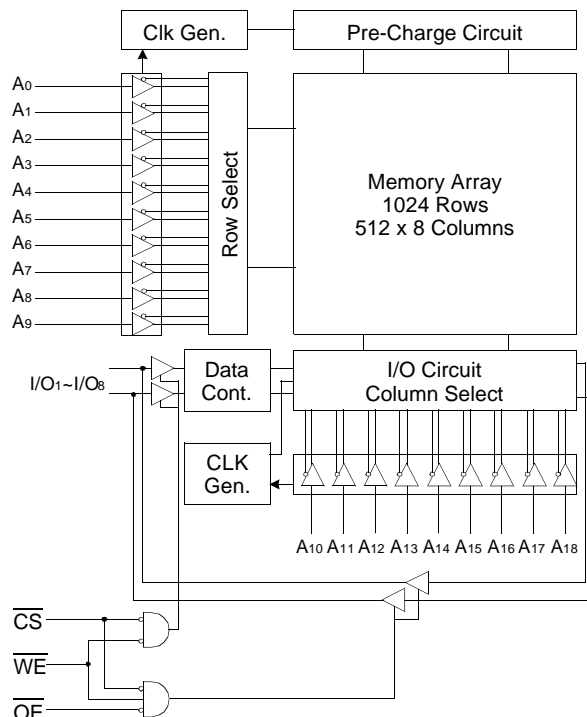 Clk Gen.
Pre-Charge Circuit
A0
A1
A2
A3
A4
A5
A6
A7
A8
A9
Row Select
Memory Array
1024 Rows
512 x 8 Columns
I/O1~I/O8
Data
Cont.
I/O Circuit
Column Select
CLK
Gen.
A10 A11 A12 A13 A14 A15 A16 A17 A18
CS
WE
OE